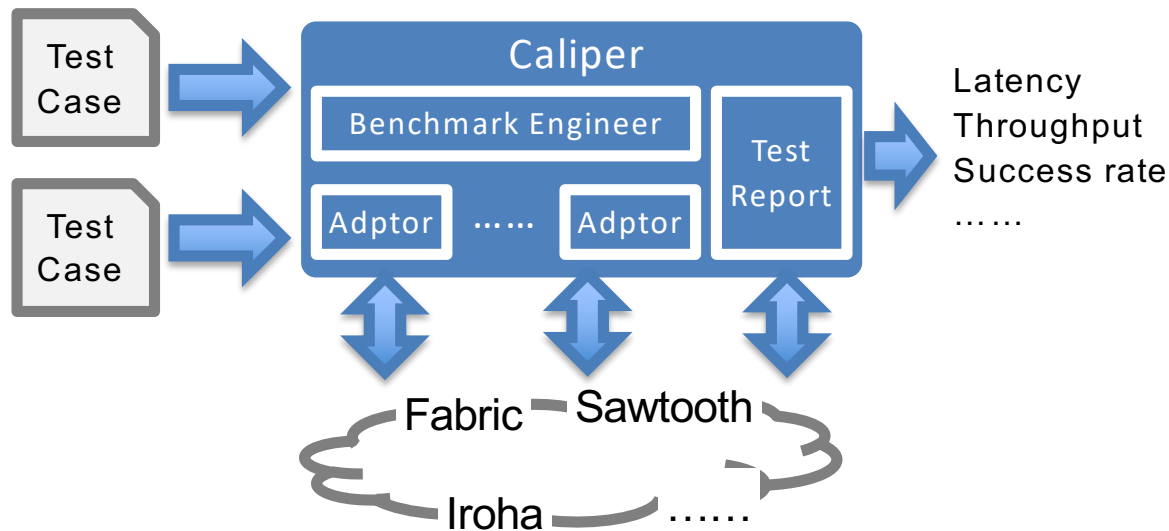 Test
Case
Test
Case
Caliper
Benchmark Engineer
Adptor
……
Adptor
Test
Report
Latency
Throughput
Success rate
……
Fabric
Sawtooth
Iroha
……